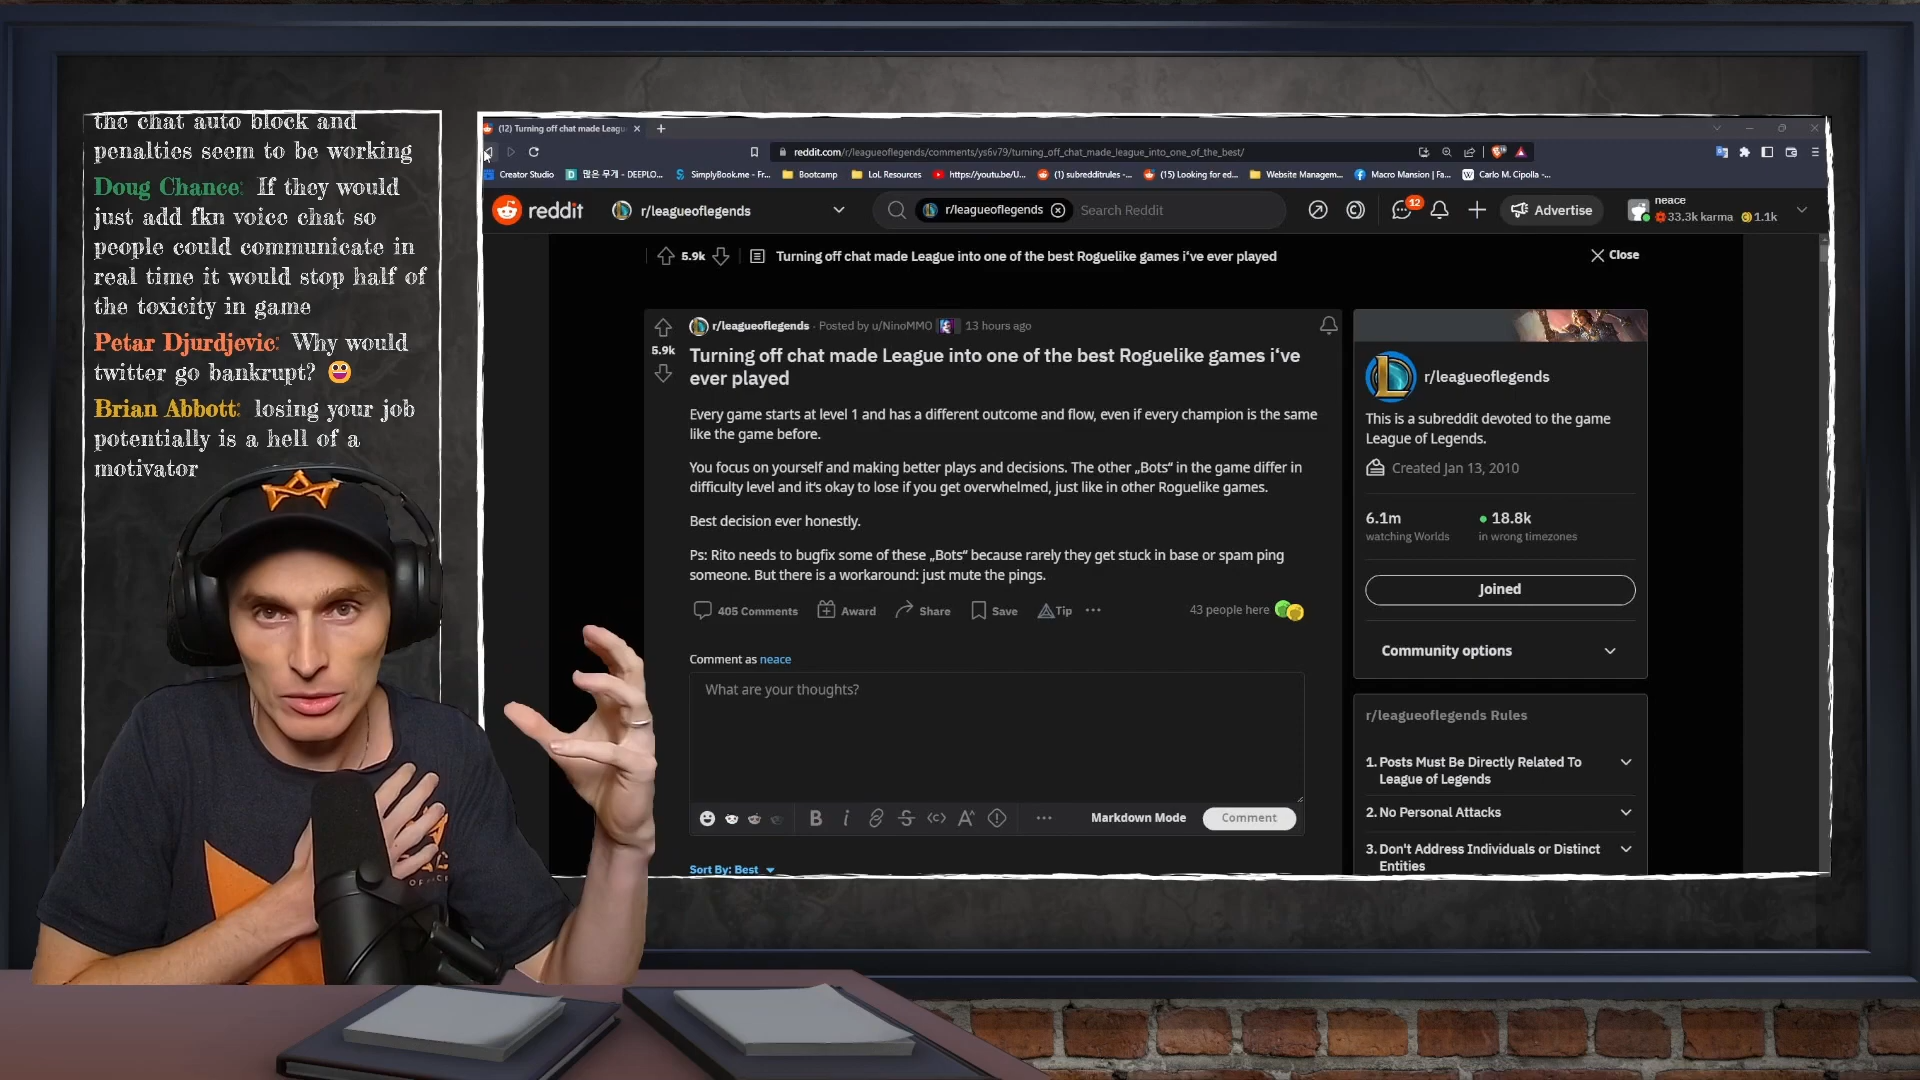 the chat auto block and
penalties seem to be working
Doug Chance: If they would
just add fkn voice chat so
people could communicate in
real time it would stop half of
the toxicity in game
Petar Djurdjevic: Why would
twitter go bankrupt? 😀
Brian Abbott: losing your job
potentially is a hell of a
motivator
(12) Turning off chat made Leagu
reddit.com/r/leagueoflegends/comments/ys6v79/turning_off_chat_made_league_into_one_of_the_best/
Creator Studio
많은 무게 - DEEPLO...
SimplyBook.me - Fr...
Bootcamp
LoL Resources
https://youtu.be/U...
(1) subredditrules -...
(15) Looking for ed...
Website Managem...
Macro Mansion | Fa...
Carlo M. Cipolla -...
reddit
r/leagueoflegends
r/leagueoflegends
Search Reddit
12
Advertise
neace
33.3k karma
1.1k
5.9k
Turning off chat made League into one of the best Roguelike games i‘ve ever played
Close
r/leagueoflegends · Posted by u/NinoMMO 13 hours ago
5.9k
Turning off chat made League into one of the best Roguelike games i‘ve
ever played
Every game starts at level 1 and has a different outcome and flow, even if every champion is the same
like the game before.
You focus on yourself and making better plays and decisions. The other „Bots“ in the game differ in
difficulty level and it‘s okay to lose if you get overwhelmed, just like in other Roguelike games.
Best decision ever honestly.
Ps: Rito needs to bugfix some of these „Bots“ because rarely they get stuck in base or spam ping
someone. But there is a workaround: just mute the pings.
405 Comments
Award
Share
Save
Tip
43 people here
Comment as neace
What are your thoughts?
Markdown Mode
Comment
Sort By: Best
r/leagueoflegends
This is a subreddit devoted to the game
League of Legends.
Created Jan 13, 2010
6.1m
18.8k
watching Worlds
in wrong timezones
Joined
Community options
r/leagueoflegends Rules
1. Posts Must Be Directly Related To
League of Legends
2. No Personal Attacks
3. Don't Address Individuals or Distinct
Entities